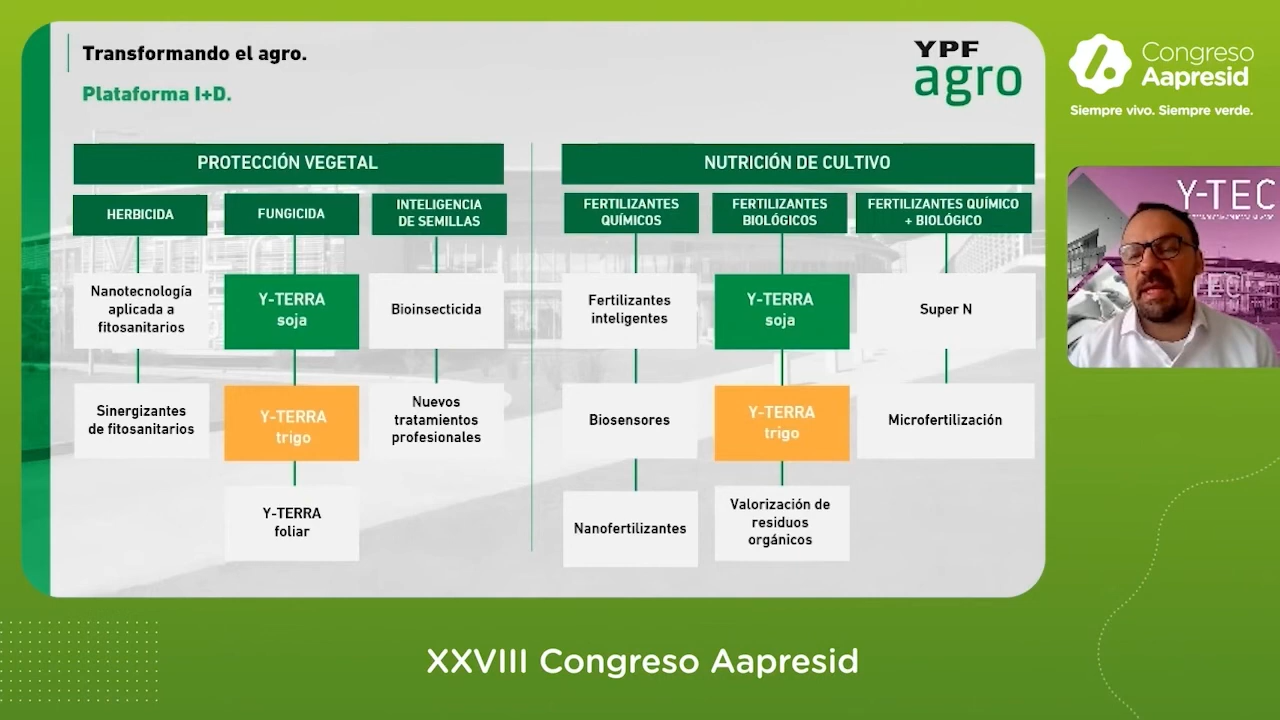 Transformando el agro.
Plataforma I+D.
YPF
agro
Congreso
Aapresid
Siempre vivo. Siempre verde.
PROTECCIÓN VEGETAL
HERBICIDA
FUNGICIDA
INTELIGENCIA
DE SEMILLAS
Nanotecnología
aplicada a
fitosanitarios
Y-TERRA
soja
Bioinsecticida
Sinergizantes
de fitosanitarios
Y-TERRA
trigo
Nuevos
tratamientos
profesionales
Y-TERRA
foliar
NUTRICIÓN DE CULTIVO
FERTILIZANTES
QUÍMICOS
FERTILIZANTES
BIOLÓGICOS
FERTILIZANTES QUÍMICO
+ BIOLÓGICO
Fertilizantes
inteligentes
Y-TERRA
soja
Super N
Biosensores
Y-TERRA
trigo
Microfertilización
Nanofertilizantes
Valorización de
residuos
orgánicos
Y-TEC
XXVIII Congreso Aapresid